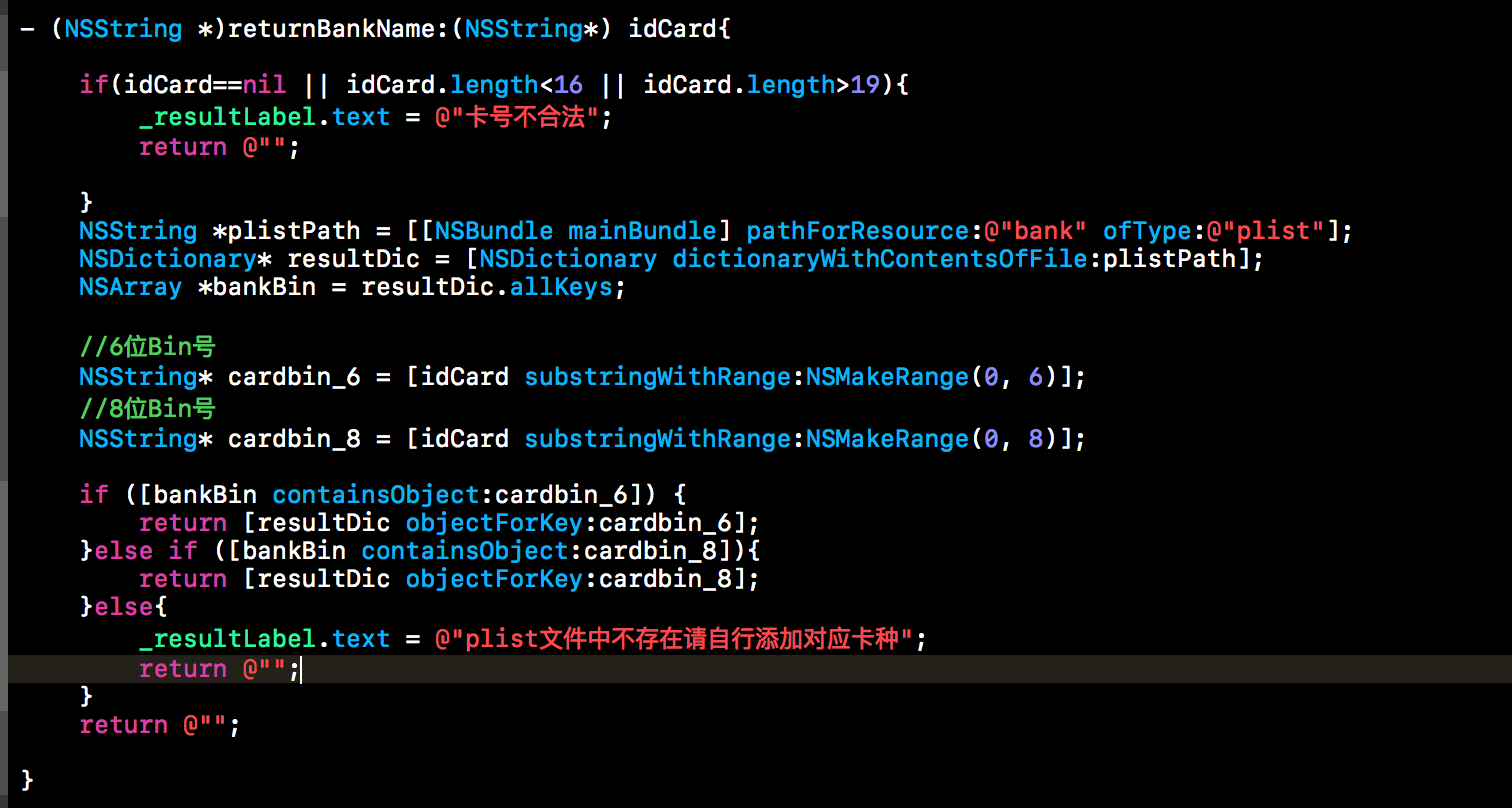 - (NSString *)returnBankName:(NSString*) idCard{
if(idCard==nil || idCard.length<16 || idCard.length>19){
_resultLabel.text = @"卡号不合法";
return @"";
}
NSString *plistPath = [[NSBundle mainBundle] pathForResource:@"bank" ofType:@"plist"];
NSDictionary* resultDic = [NSDictionary dictionaryWithContentsOfFile:plistPath];
NSArray *bankBin = resultDic.allKeys;
//6位Bin号
NSString* cardbin_6 = [idCard substringWithRange:NSMakeRange(0, 6)];
//8位Bin号
NSString* cardbin_8 = [idCard substringWithRange:NSMakeRange(0, 8)];
if ([bankBin containsObject:cardbin_6]) {
return [resultDic objectForKey:cardbin_6];
}else if ([bankBin containsObject:cardbin_8]){
return [resultDic objectForKey:cardbin_8];
}else{
_resultLabel.text = @"plist文件中不存在请自行添加对应卡种";
return @"";
}
return @"";
}